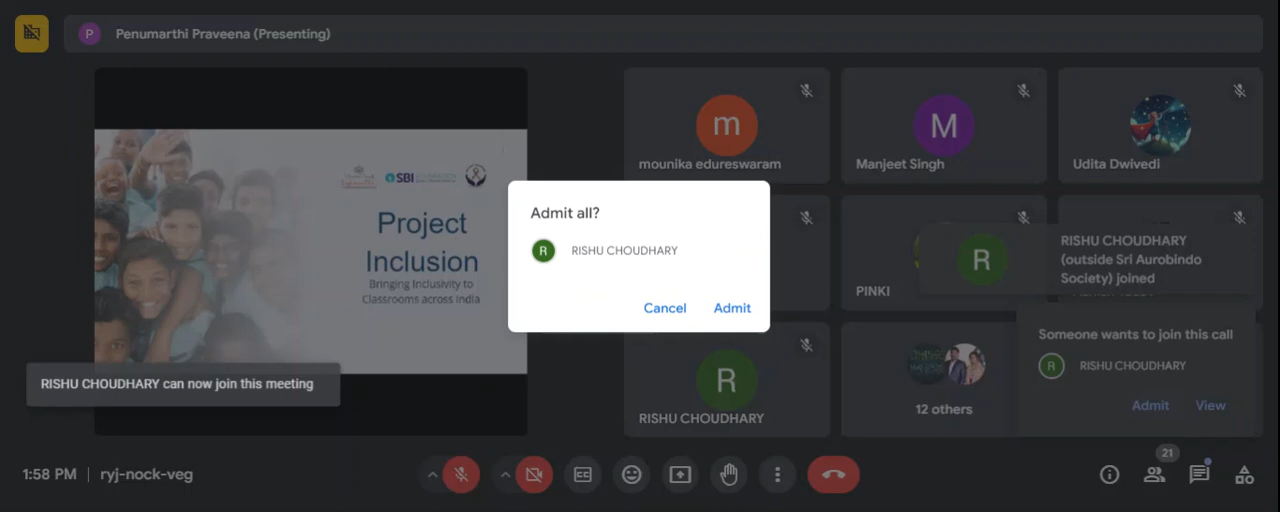 P Penumarthi Praveena (Presenting)
SBI
Project
Inclusion
Bringing Inclusivity to
Classrooms across India
m
mounika edureswaram
M
Manjeet Singh
Udita Dwivedi
Admit all?
R RISHU CHOUDHARY
Cancel Admit
PINKI
R
RISHU CHOUDHARY
(outside Sri Aurobindo
Society) joined
Someone wants to join this call
R RISHU CHOUDHARY
Admit View
R
RISHU CHOUDHARY
12 others
RISHU CHOUDHARY can now join this meeting
1:58 PM | ryj-nock-veg
21